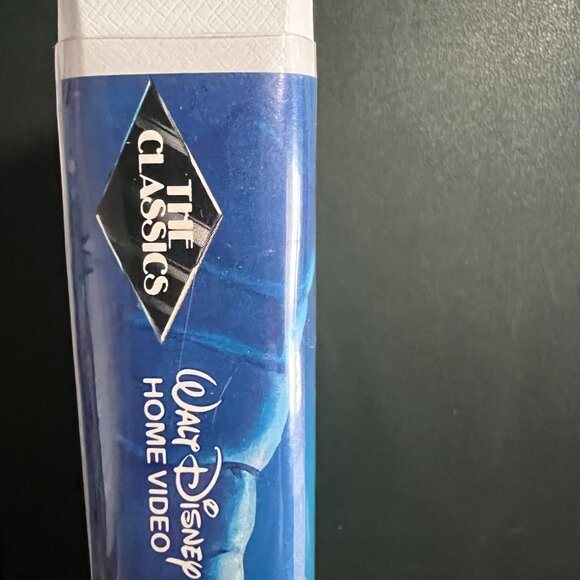 THE
CLASSICS
WALT DISNEY
HOME VIDEO